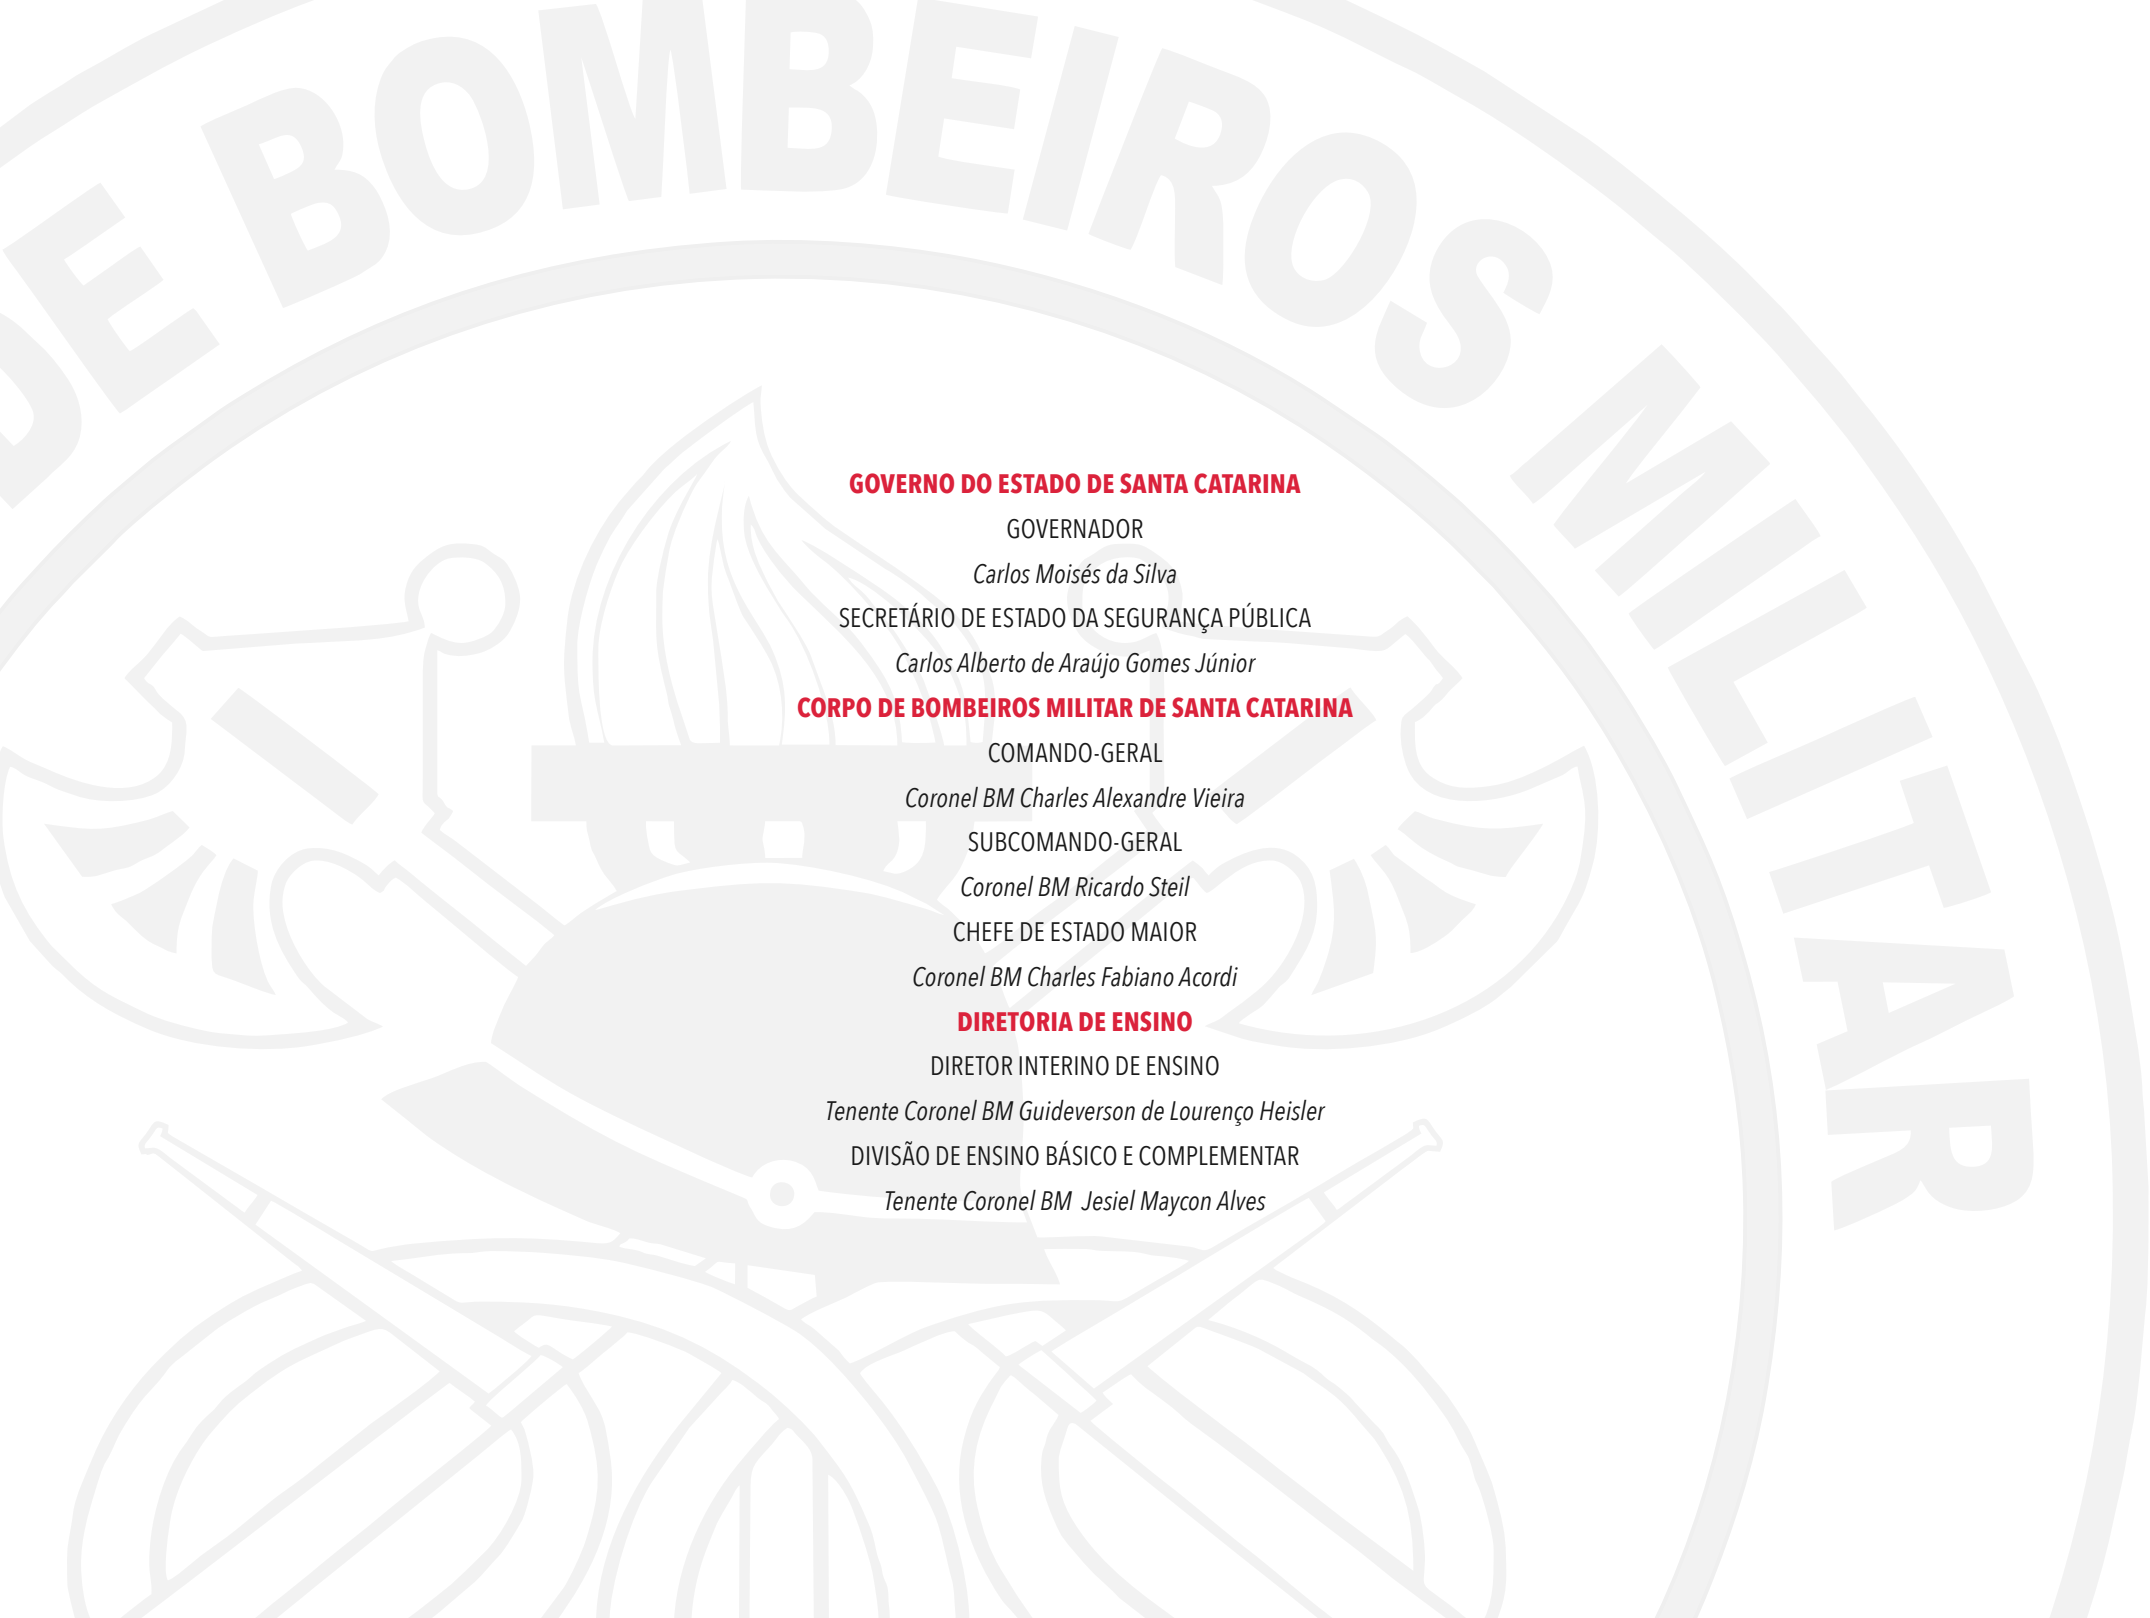 DE BOMBEIROS MILITAR
GOVERNO DO ESTADO DE SANTA CATARINA
GOVERNADOR
Carlos Moisés da Silva
SECRETÁRIO DE ESTADO DA SEGURANÇA PÚBLICA
Carlos Alberto de Araújo Gomes Júnior
CORPO DE BOMBEIROS MILITAR DE SANTA CATARINA
COMANDO-GERAL
Coronel BM Charles Alexandre Vieira
SUBCOMANDO-GERAL
Coronel BM Ricardo Steil
CHEFE DE ESTADO MAIOR
Coronel BM Charles Fabiano Acordi
DIRETORIA DE ENSINO
DIRETOR INTERINO DE ENSINO
Tenente Coronel BM Guideverson de Lourenço Heisler
DIVISÃO DE ENSINO BÁSICO E COMPLEMENTAR
Tenente Coronel BM Jesiel Maycon Alves